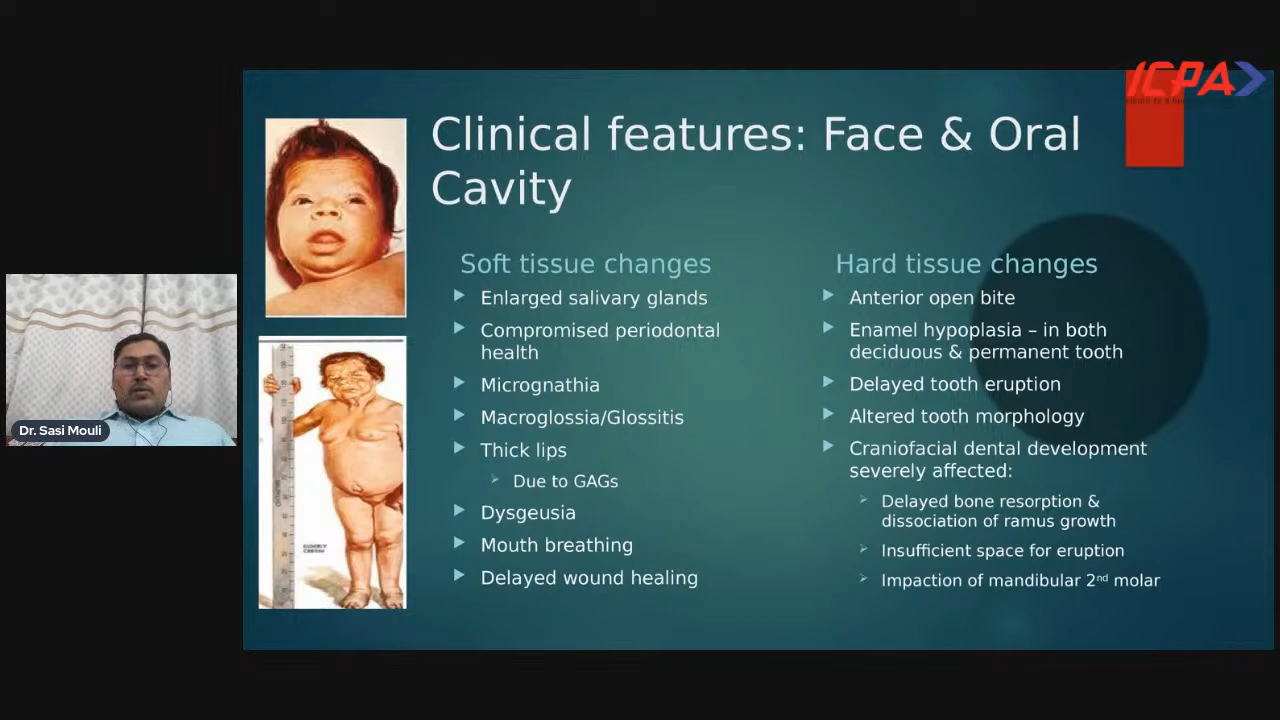 ICPA
Clinical features: Face & Oral
Cavity
Soft tissue changes
Enlarged salivary glands
Compromised periodontal
health
Micrognathia
Macroglossia/Glossitis
Thick lips
Due to GAGs
Dysgeusia
Mouth breathing
Delayed wound healing
Hard tissue changes
Anterior open bite
Enamel hypoplasia – in both
deciduous & permanent tooth
Delayed tooth eruption
Altered tooth morphology
Craniofacial dental development
severely affected:
Delayed bone resorption &
dissociation of ramus growth
Insufficient space for eruption
Impaction of mandibular 2nd molar
Dr. Sasi Mouli